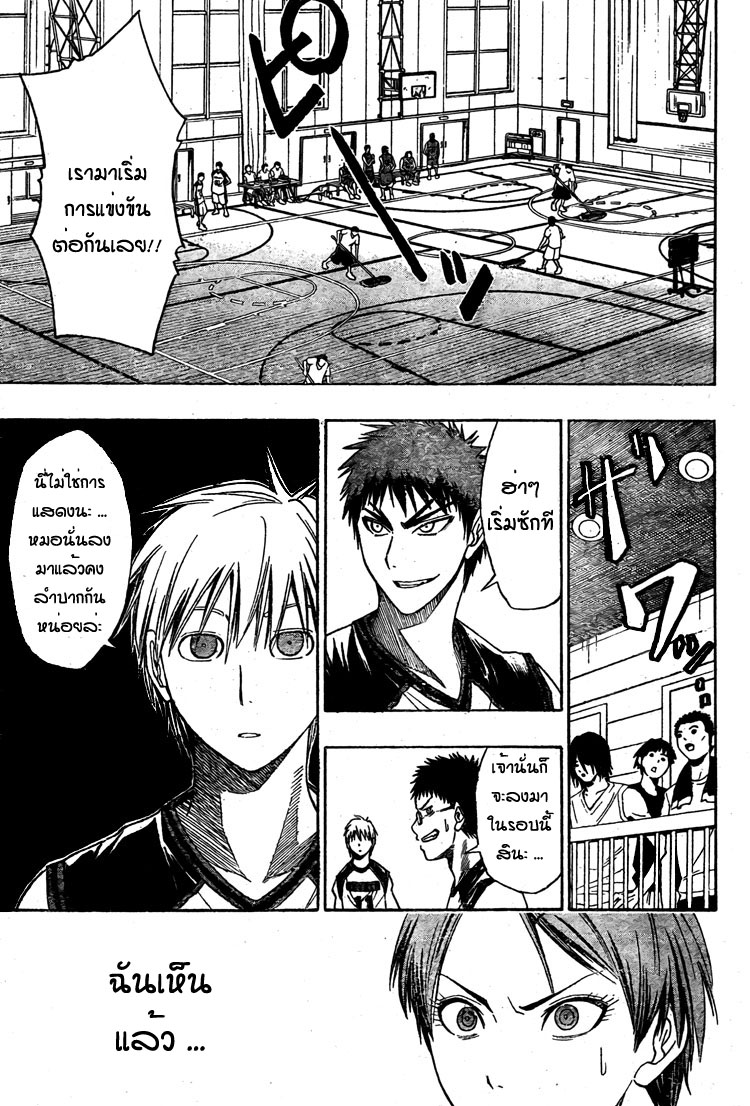 เรามาเริ่ม
การแข่งขัน
ต่อกันเลย!!
ピーッ
ฮ่าๆ
เริ่มซักที
ザワ
เจ้านั่นก็
จะลงมา
ในรอบนี้
สินะ ...
นี่ไม่ใช่การ
แสดงนะ ...
หมอนั่นลง
มาแล้วคง
ลำบากกัน
หน่อยล่ะ
ฉันเห็น
แล้ว ...